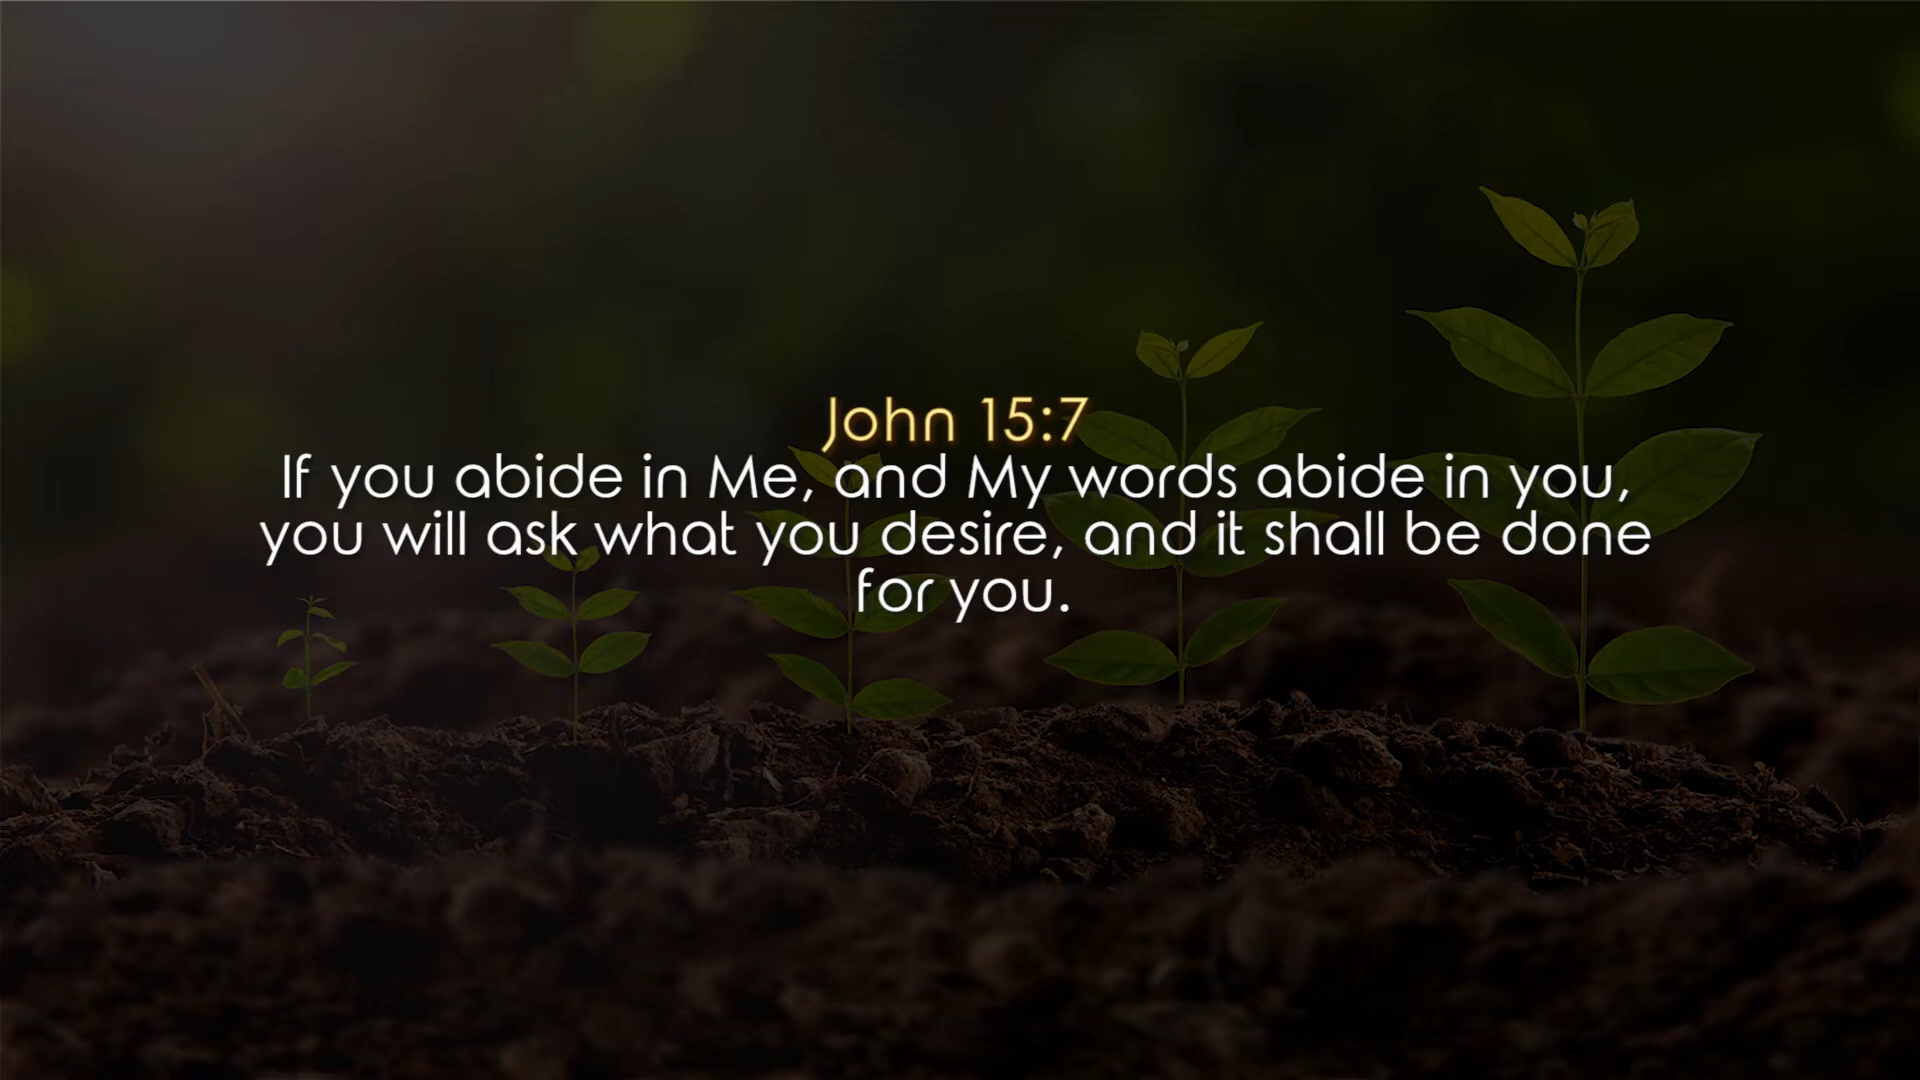 John 15:7
If you abide in Me, and My words abide in you,
you will ask what you desire, and it shall be done
for you.